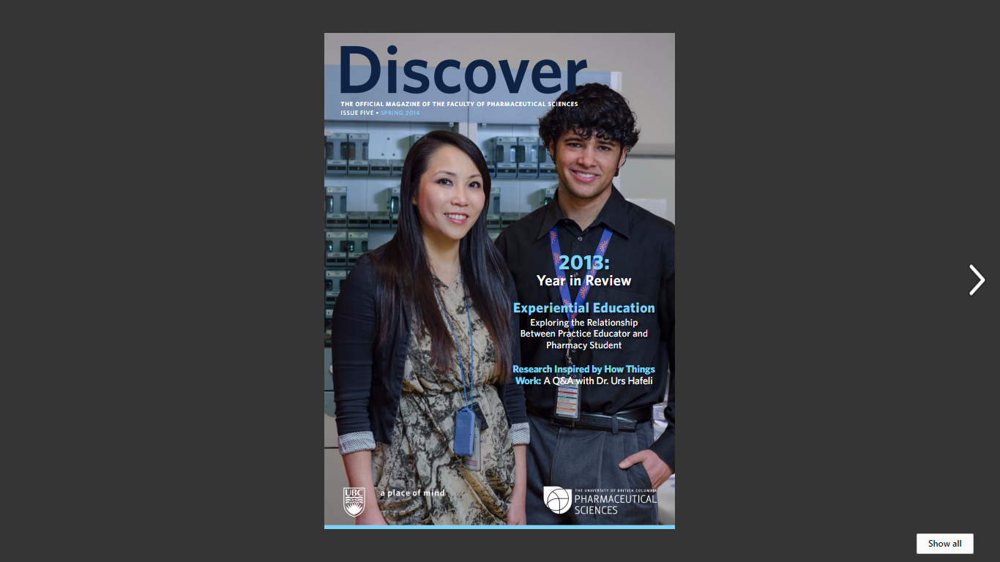 Discover
THE OFFICIAL MAGAZINE OF THE FACULTY OF PHARMACEUTICAL SCIENCES
ISSUE FIVE • SPRING 2014
2013:
Year in Review
Experiential Education
Exploring the Relationship
Between Practice Educator and
Pharmacy Student
Research Inspired by How Things
Work: A Q&A with Dr. Urs Hafeli
UBC
a place of mind
THE UNIVERSITY OF BRITISH COLUMBIA
PHARMACEUTICAL
SCIENCES
Show all